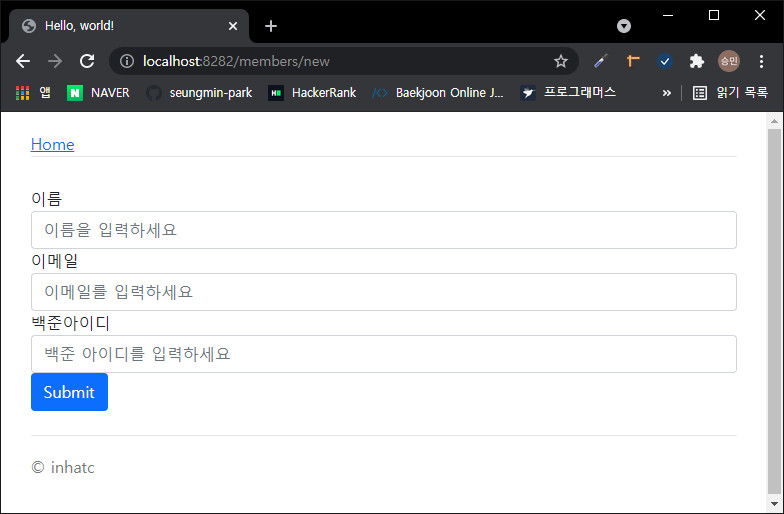 Hello, world!
localhost:8282/members/new
승민
앱 NAVER seungmin-park HackerRank Baekjoon Online J... 프로그래머스 » 읽기 목록
Home
이름
이름을 입력하세요
이메일
이메일를 입력하세요
백준아이디
백준 아이디를 입력하세요
Submit
© inhatc